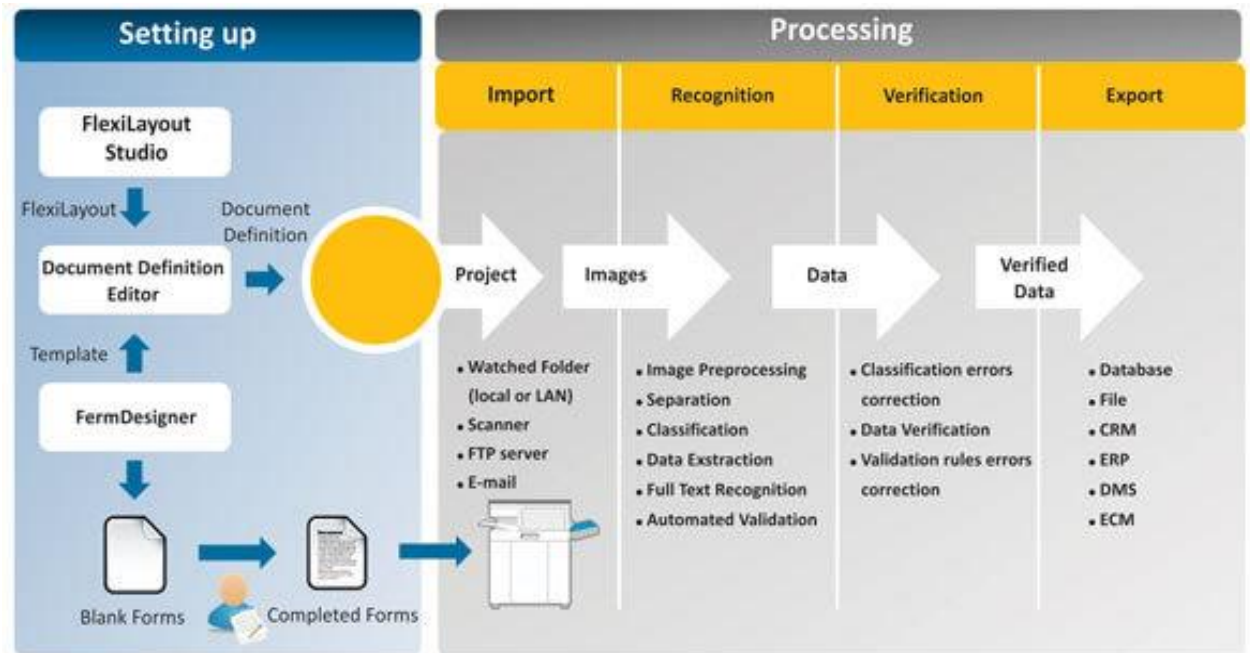 Setting up
Processing
Import
Recognition
Verification
Export
FlexiLayout
Studio
FlexiLayout
Document
Definition
Document Definition
Editor
Template
FermDesigner
Blank Forms
Completed Forms
Project
Images
Data
Verified
Data
• Watched Folder
(local or LAN)
• Scanner
• FTP server
• E-mail
• Image Preprocessing
• Separation
• Classification
• Data Exstraction
• Full Text Recognition
• Automated Validation
• Classification errors
correction
• Data Verification
• Validation rules errors
correction
• Database
• File
• CRM
• ERP
• DMS
• ECM